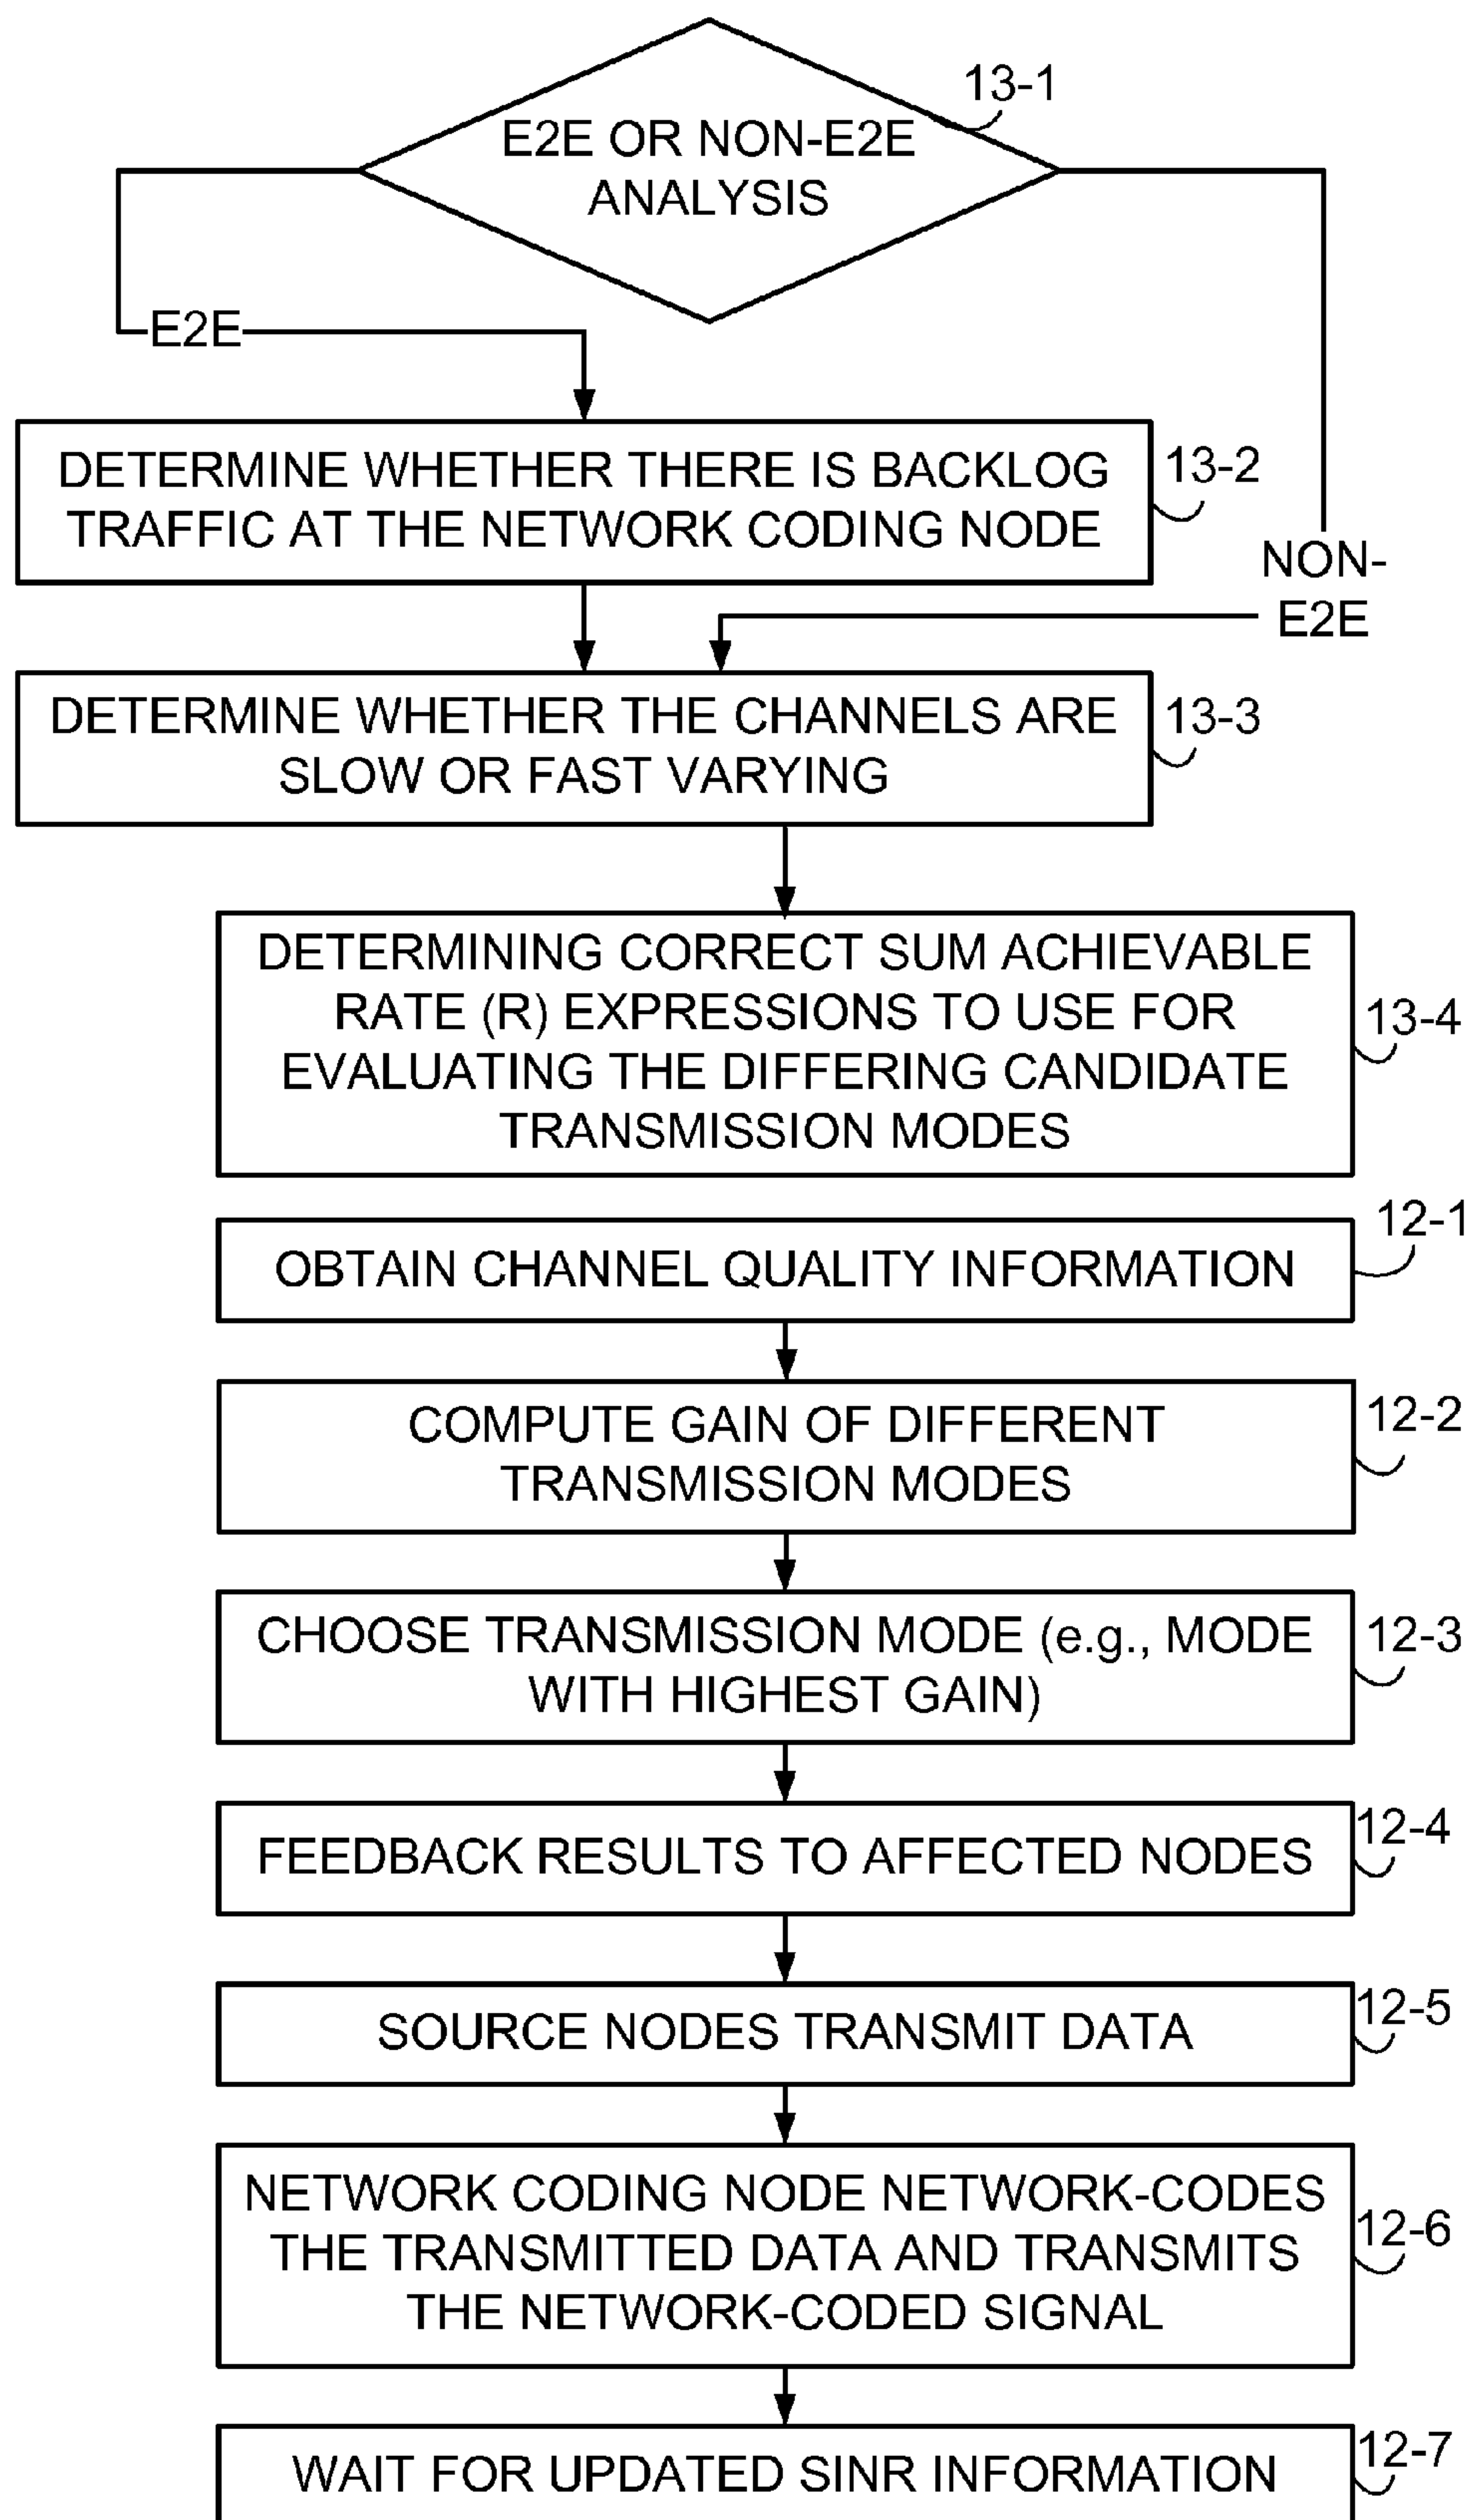 13-1
E2E OR NON-E2E
ANALYSIS
E2E
DETERMINE WHETHER THERE IS BACKLOG
TRAFFIC AT THE NETWORK CODING NODE
13-2
NON-
E2E
DETERMINE WHETHER THE CHANNELS ARE
SLOW OR FAST VARYING
13-3
DETERMINING CORRECT SUM ACHIEVABLE
RATE (R) EXPRESSIONS TO USE FOR
EVALUATING THE DIFFERING CANDIDATE
TRANSMISSION MODES
13-4
12-1
OBTAIN CHANNEL QUALITY INFORMATION
COMPUTE GAIN OF DIFFERENT
TRANSMISSION MODES
12-2
CHOOSE TRANSMISSION MODE (e.g., MODE
WITH HIGHEST GAIN)
12-3
FEEDBACK RESULTS TO AFFECTED NODES
12-4
SOURCE NODES TRANSMIT DATA
12-5
NETWORK CODING NODE NETWORK-CODES
THE TRANSMITTED DATA AND TRANSMITS
THE NETWORK-CODED SIGNAL
12-6
WAIT FOR UPDATED SINR INFORMATION
12-7